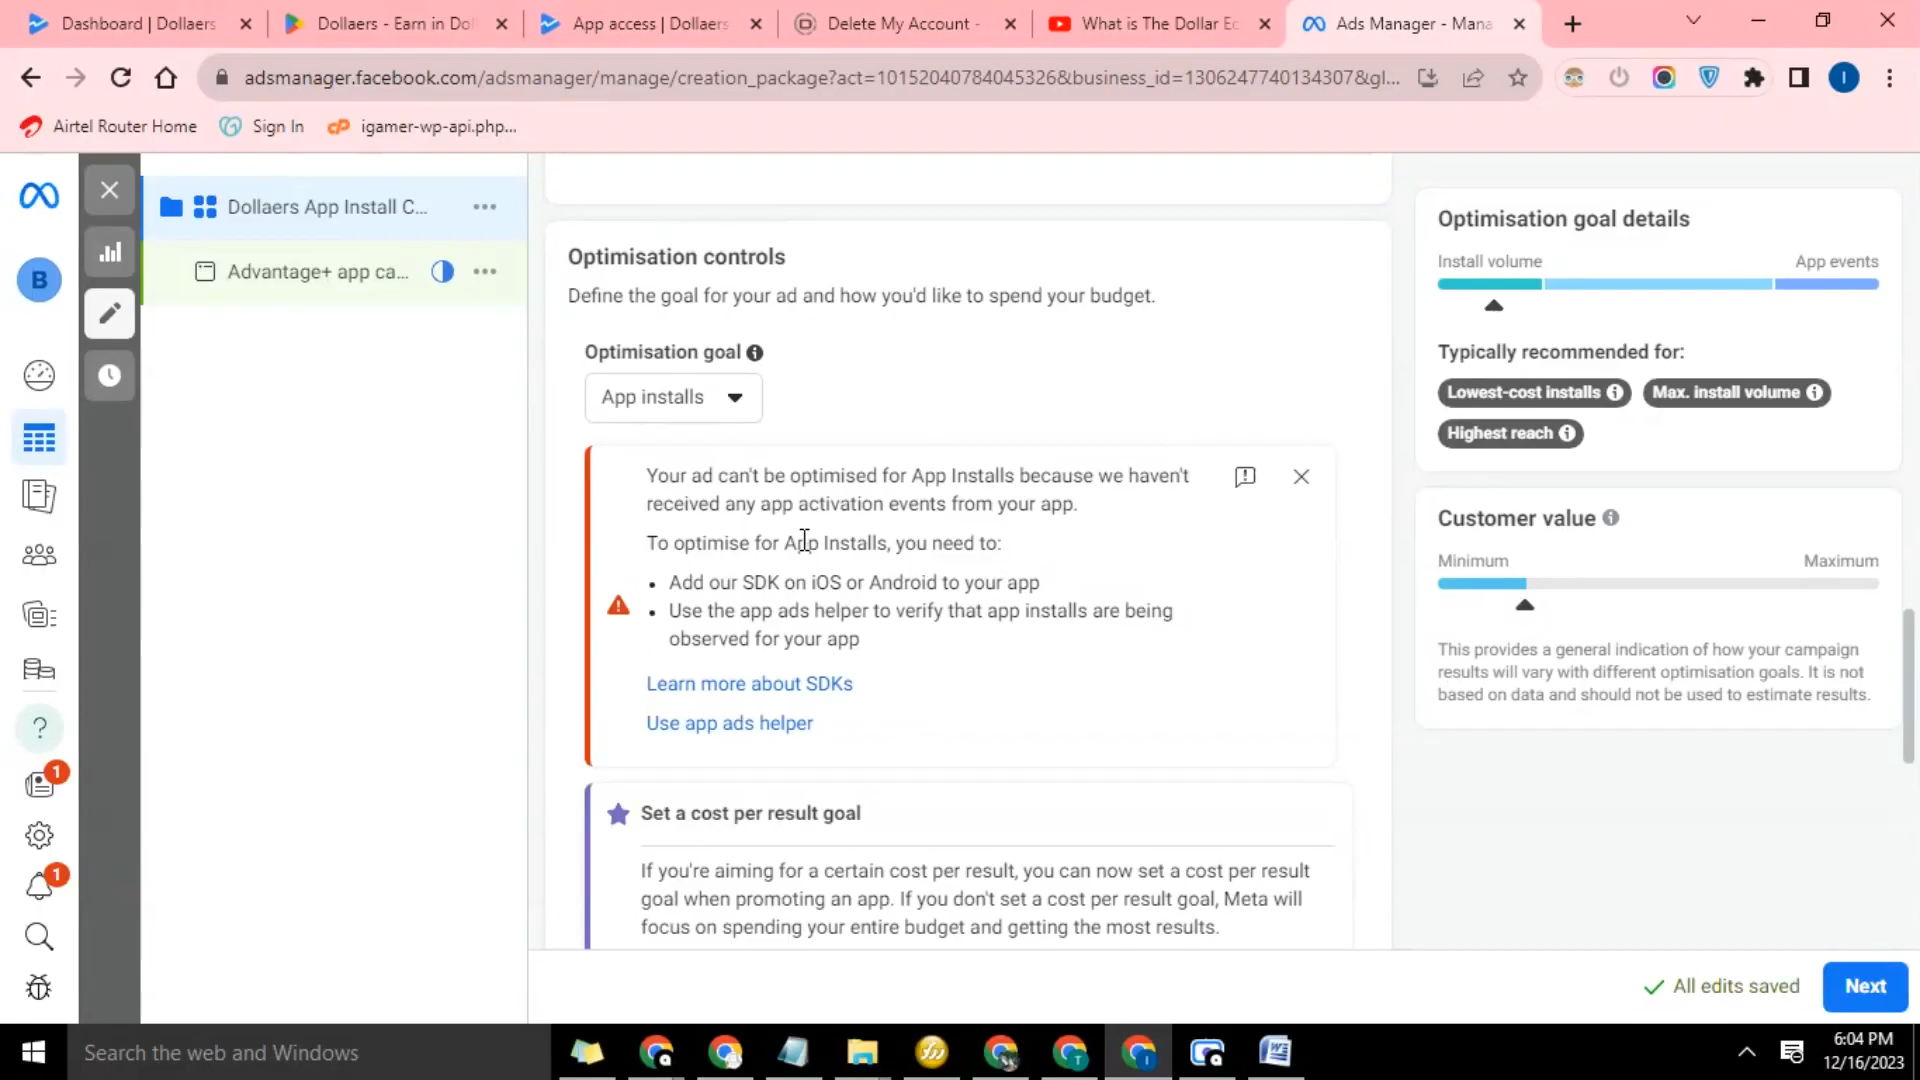 Dashboard | Dollaers
Dollaers - Earn in Dol
App access | Dollaers
Delete My Account -
What is The Dollar Ec
Ads Manager - Mana
adsmanager.facebook.com/adsmanager/manage/creation_package?act=10152040784045326&business_id=1306247740134307&gl...
I
Airtel Router Home
Sign In
igamer-wp-api.php...
B
Dollaers App Install C...
Advantage+ app ca...
Optimisation controls
Define the goal for your ad and how you'd like to spend your budget.
Optimisation goal
App installs
Your ad can't be optimised for App Installs because we haven't
received any app activation events from your app.
To optimise for App Installs, you need to:
• Add our SDK on iOS or Android to your app
• Use the app ads helper to verify that app installs are being
observed for your app
Learn more about SDKs
Use app ads helper
Set a cost per result goal
If you're aiming for a certain cost per result, you can now set a cost per result
goal when promoting an app. If you don't set a cost per result goal, Meta will
focus on spending your entire budget and getting the most results.
Optimisation goal details
Install volume
App events
Typically recommended for:
Lowest-cost installs
Max. install volume
Highest reach
Customer value
Minimum
Maximum
This provides a general indication of how your campaign
results will vary with different optimisation goals. It is not
based on data and should not be used to estimate results.
1
1
All edits saved
Next
Search the web and Windows
6:04 PM
12/16/2023